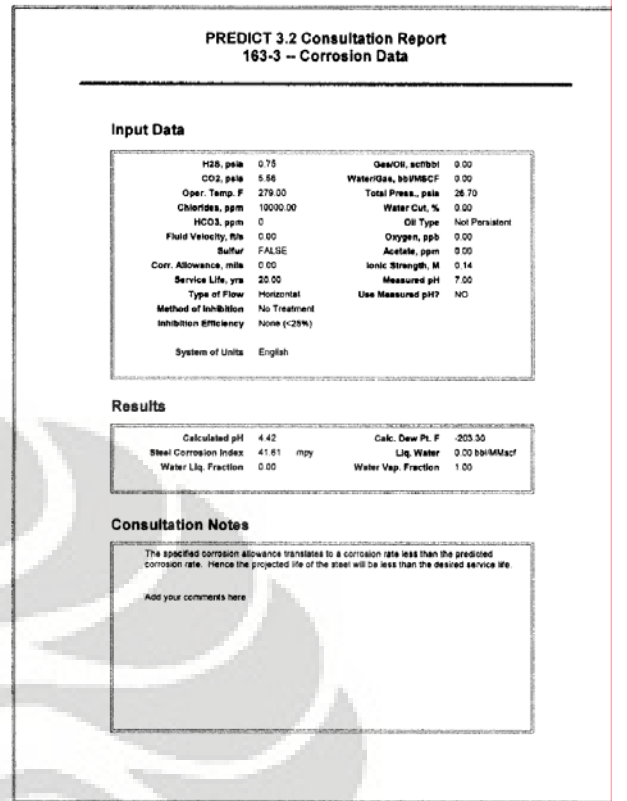 PREDICT 3.2 Consultation Report
163-3 -- Corrosion Data
Input Data
H2S, psia 0.75 Gas/Oil, scf/bbl 0.00
CO2, psia 5.56 Water/Gas, bbl/MSCF 0.00
Oper. Temp. F 279.00 Total Press., psia 26.70
Chlorides, ppm 10000.00 Water Cut, % 0.00
HCO3, ppm 0 Oil Type Not Persistent
Fluid Velocity, ft/s 0.00 Oxygen, ppb 0.00
Sulfur FALSE Acetate, ppm 0.00
Corr. Allowance, mils 0.00 Ionic Strength, M 0.14
Service Life, yrs 20.00 Measured pH 7.00
Type of Flow Horizontal Use Measured pH? NO
Method of Inhibition No Treatment
Inhibition Efficiency None (<25%)
System of Units English
Results
Calculated pH 4.42 Calc. Dew Pt. F -203.30
Steel Corrosion Index 41.61 mpy Liq. Water 0.00 bbl/MMscf
Water Liq. Fraction 0.00 Water Vap. Fraction 1.00
Consultation Notes
The specified corrosion allowance translates to a corrosion rate less than the predicted
corrosion rate. Hence the projected life of the steel will be less than the desired service life.
Add your comments here